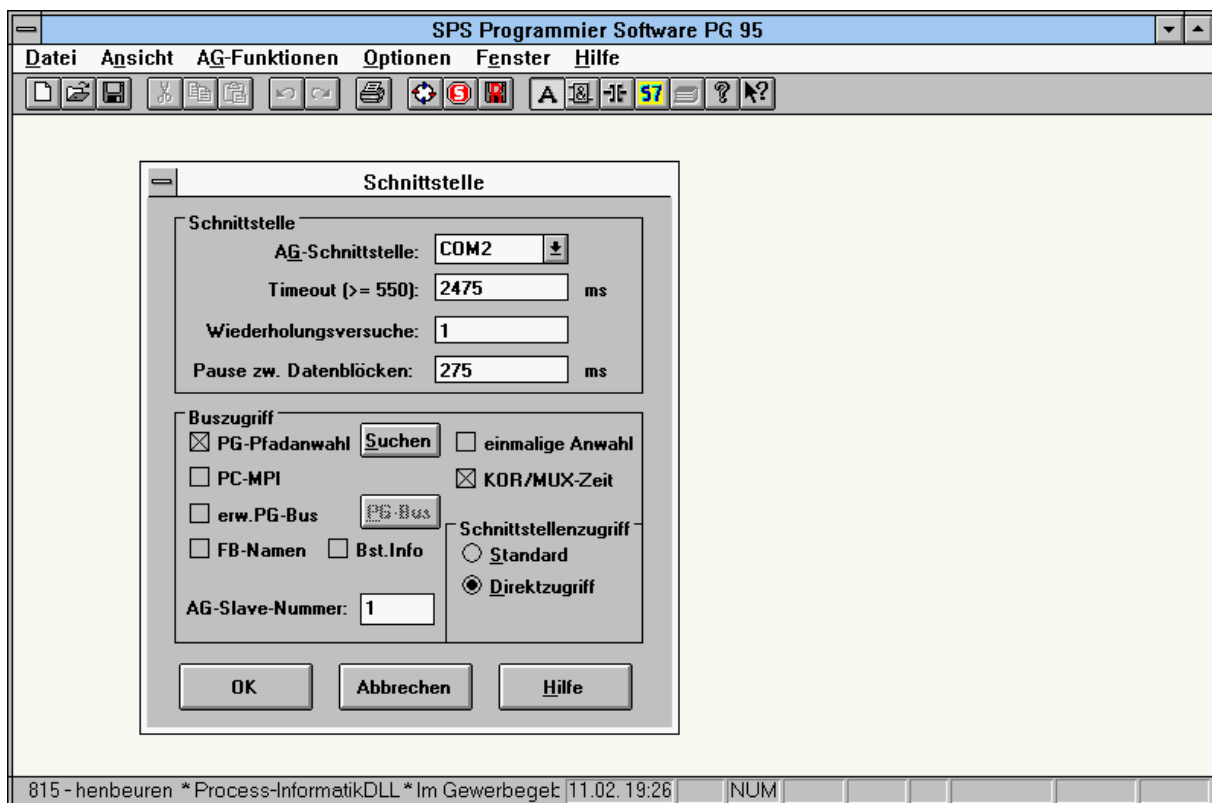 SPS Programmier Software PG 95
Datei Ansicht AG-Funktionen Optionen Fenster Hilfe
A & S7 ? ?
Schnittstelle
Schnittstelle
AG-Schnittstelle: COM2
Timeout (>= 550): 2475 ms
Wiederholungsversuche: 1
Pause zw. Datenblöcken: 275 ms
Buszugriff
PG-Pfadanwahl Suchen einmalige Anwahl
PC-MPI KOR/MUX-Zeit
erw.PG-Bus PG-Bus
Schnittstellenzugriff
FB-Namen Bst.Info Standard
Direktzugriff
AG-Slave-Nummer: 1
OK Abbrechen Hilfe
815 - henbeuren * Process-InformatikDLL * Im Gewerbegeb 11.02. 19:26 NUM